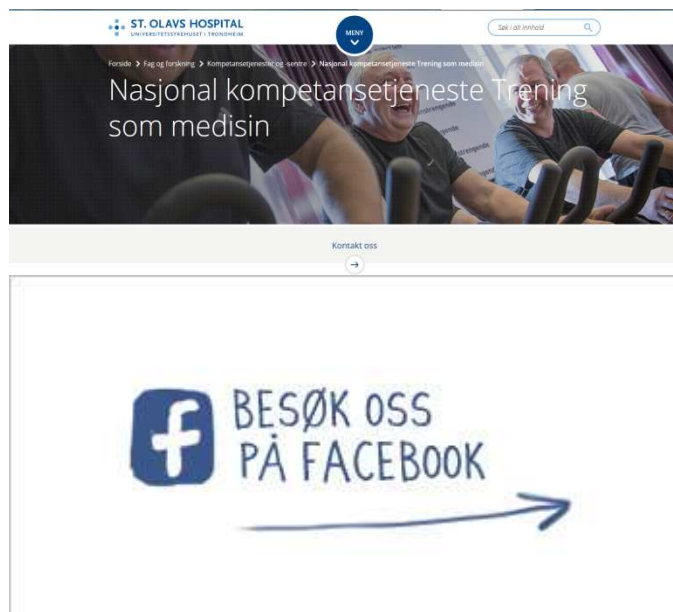 ST. OLAVS HOSPITAL
UNIVERSITETSSYKEHUSET I TRONDHEIM
MENY
Søk i alt innhold
Forside > Fag og forskning > Kompetansetjenester og -sentre > Nasjonal kompetansetjeneste Trening som medisin
Nasjonal kompetansetjeneste Trening
som medisin
Kontakt oss
BESØK OSS
PÅ FACEBOOK